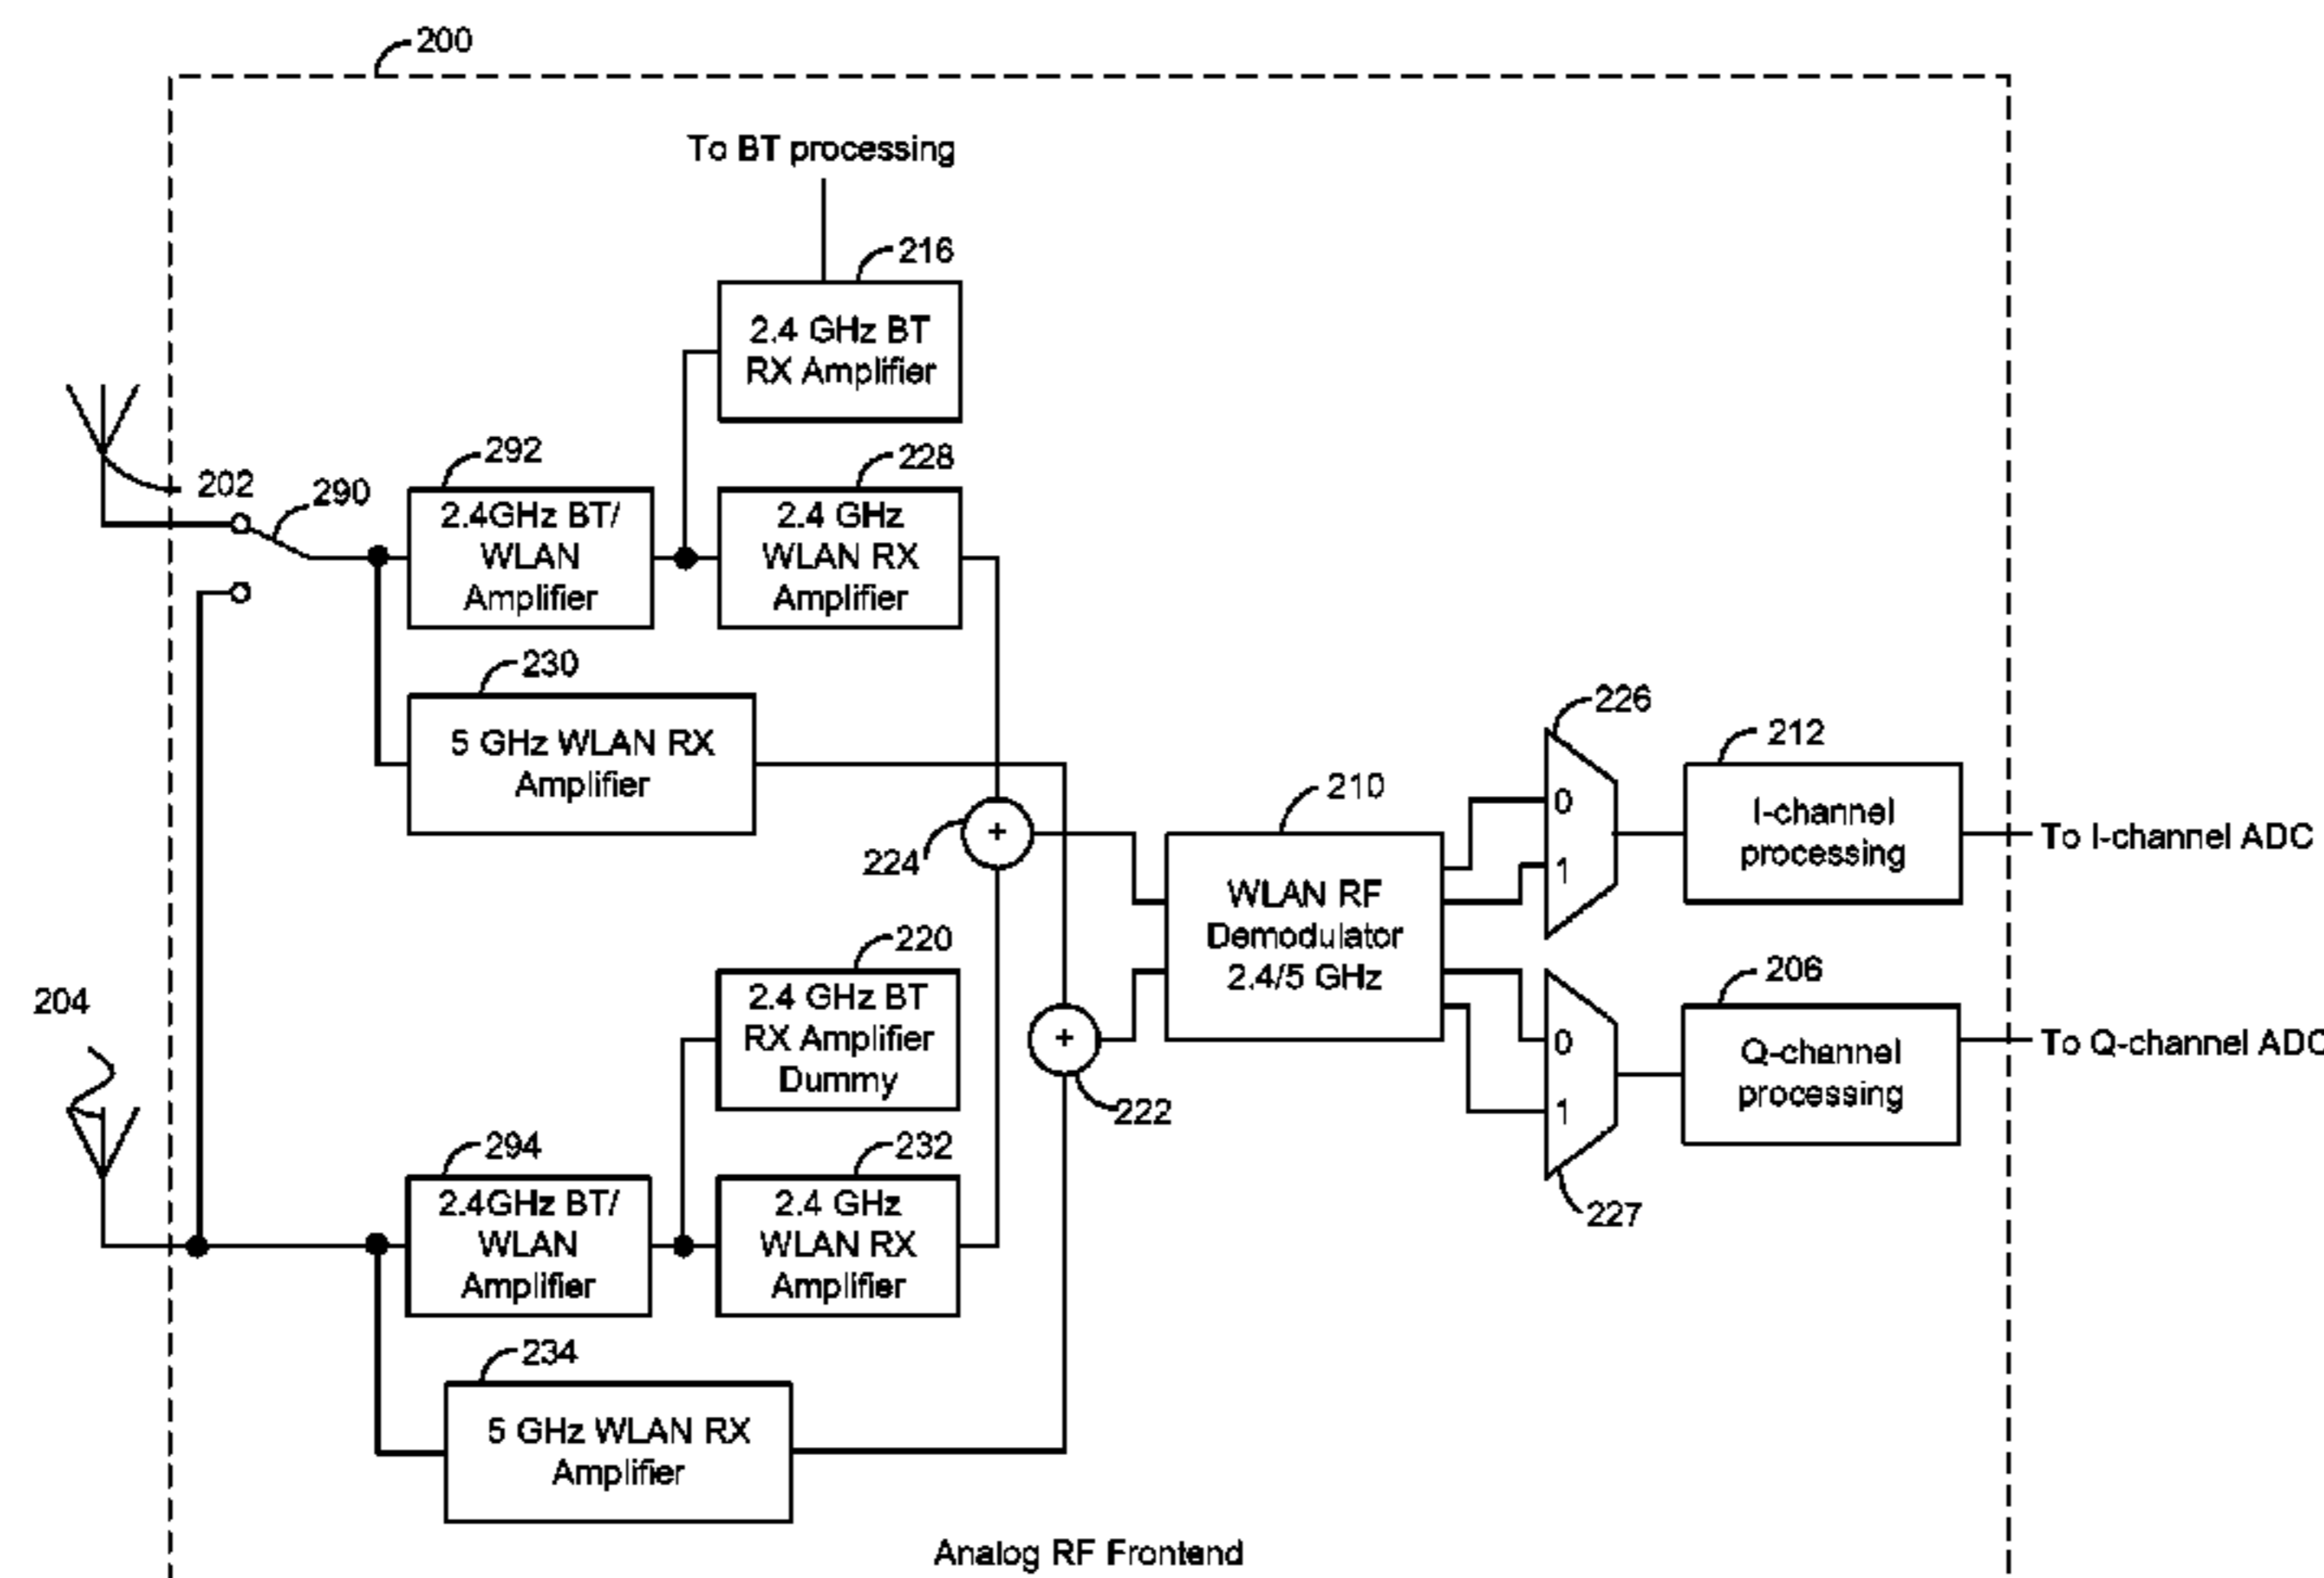 200
To BT processing
216
2.4 GHz BT
RX Amplifier
202
290
292
2.4GHz BT/
WLAN
Amplifier
228
2.4 GHz
WLAN RX
Amplifier
230
5 GHz WLAN RX
Amplifier
224
+
210
WLAN RF
Demodulator
2.4/5 GHz
226
0
1
212
I-channel
processing
To I-channel ADC
204
220
2.4 GHz BT
RX Amplifier
Dummy
+
222
0
1
227
206
Q-channel
processing
To Q-channel ADC
294
2.4GHz BT/
WLAN
Amplifier
232
2.4 GHz
WLAN RX
Amplifier
234
5 GHz WLAN RX
Amplifier
Analog RF Frontend